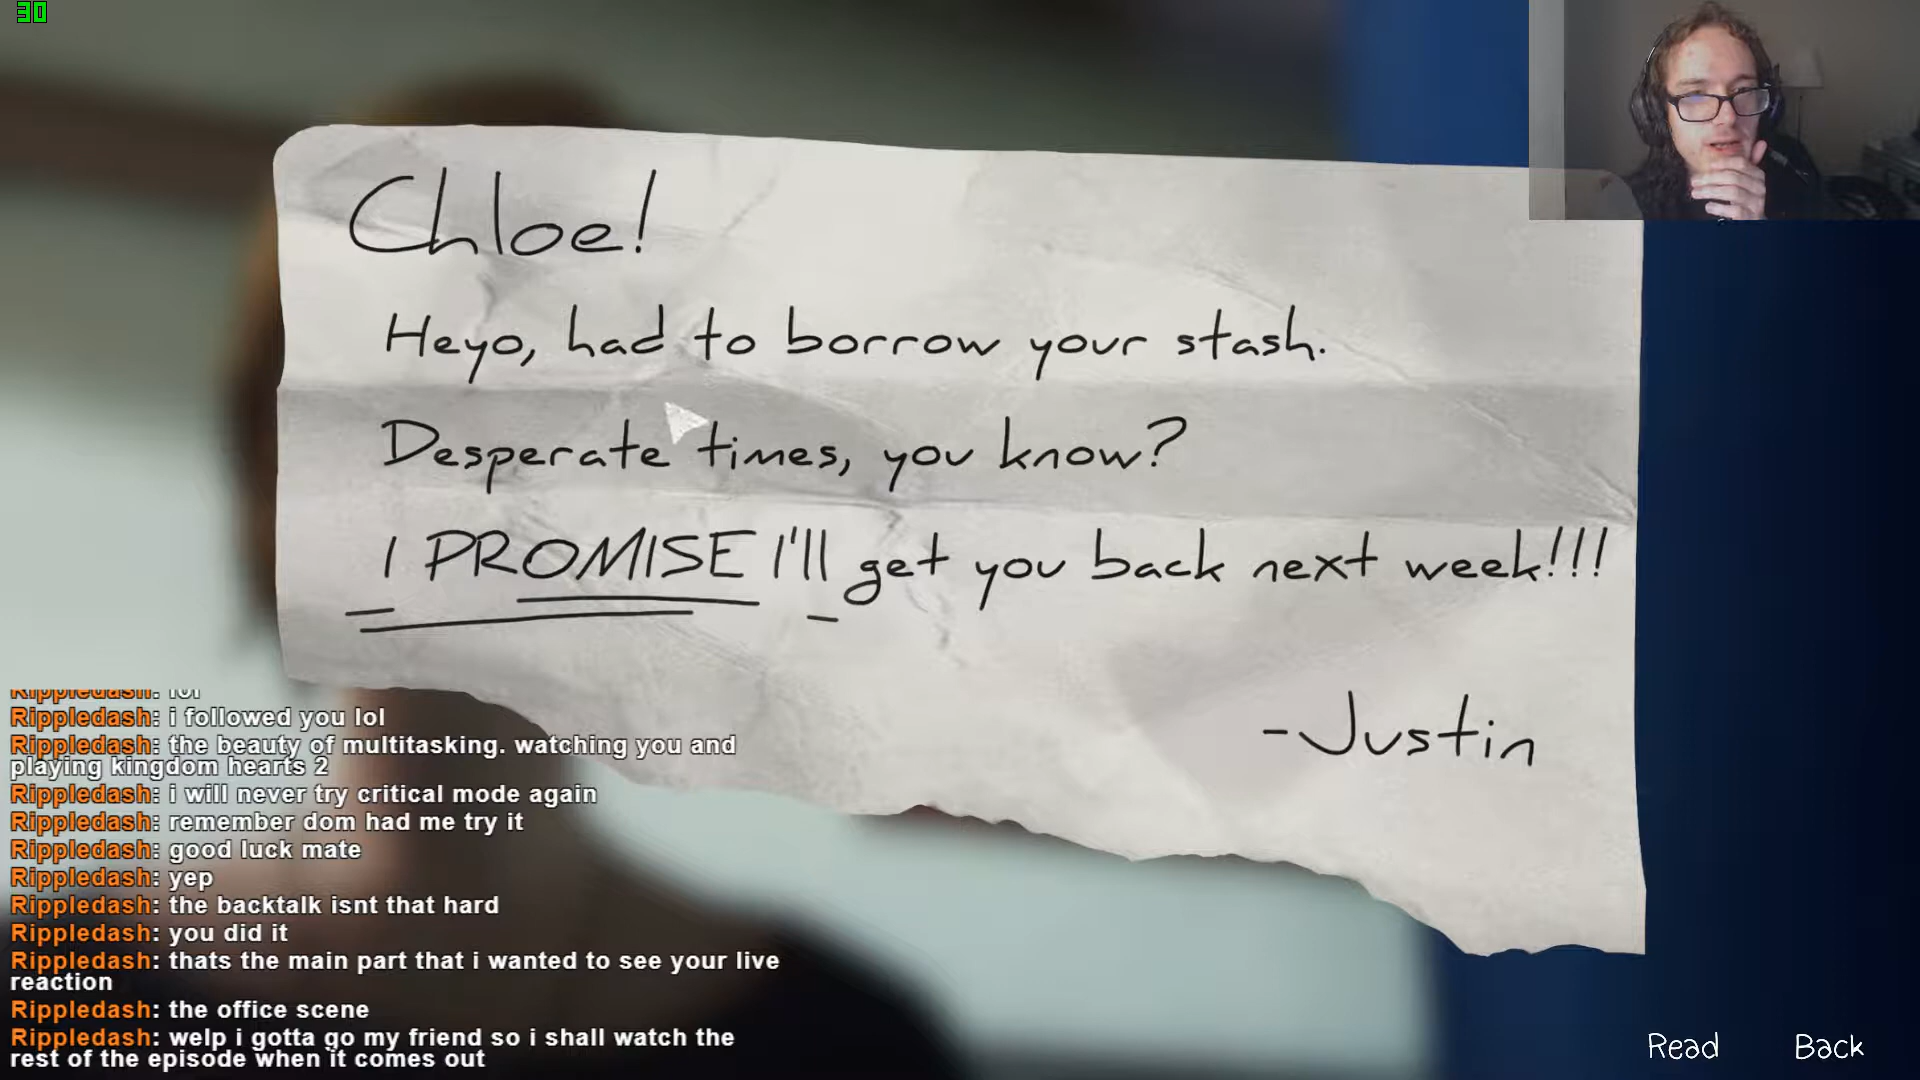 30
Chloe!
Heyo, had to borrow your stash.
Desperate times, you know?
I PROMISE I'll get you back next week!!!
-Justin
Rippledash: lol
Rippledash: i followed you lol
Rippledash: the beauty of multitasking. watching you and
playing kingdom hearts 2
Rippledash: i will never try critical mode again
Rippledash: remember dom had me try it
Rippledash: good luck mate
Rippledash: yep
Rippledash: the backtalk isnt that hard
Rippledash: you did it
Rippledash: thats the main part that i wanted to see your live
reaction
Rippledash: the office scene
Rippledash: welp i gotta go my friend so i shall watch the
rest of the episode when it comes out
Read Back